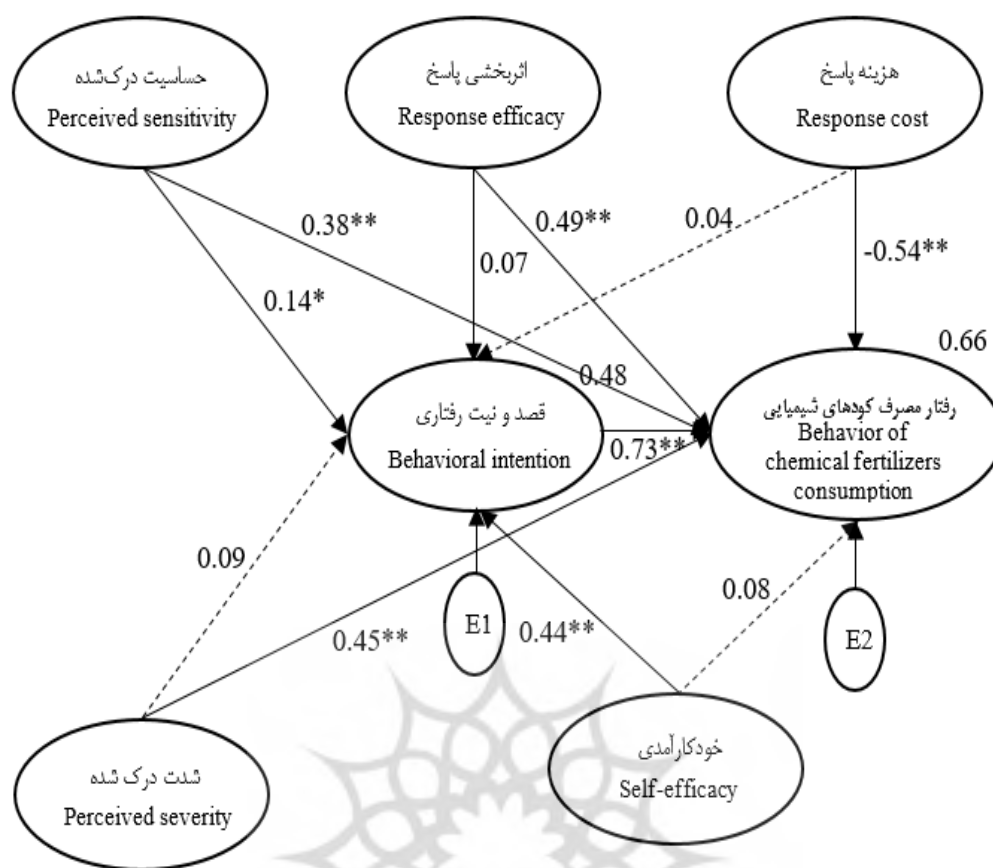 حساسیت درک‌شده
Perceived sensitivity
اثربخشی پاسخ
Response efficacy
هزینه پاسخ
Response cost
0.38**
0.49**
0.04
-0.54**
0.07
0.14*
0.66
0.48
قصد و نیت رفتاری
Behavioral intention
0.73**
رفتار مصرف کودهای شیمیایی
Behavior of
chemical fertilizers
consumption
0.09
0.08
0.45**
E1
0.44**
E2
شدت درک شده
Perceived severity
خودکارآمدی
Self-efficacy